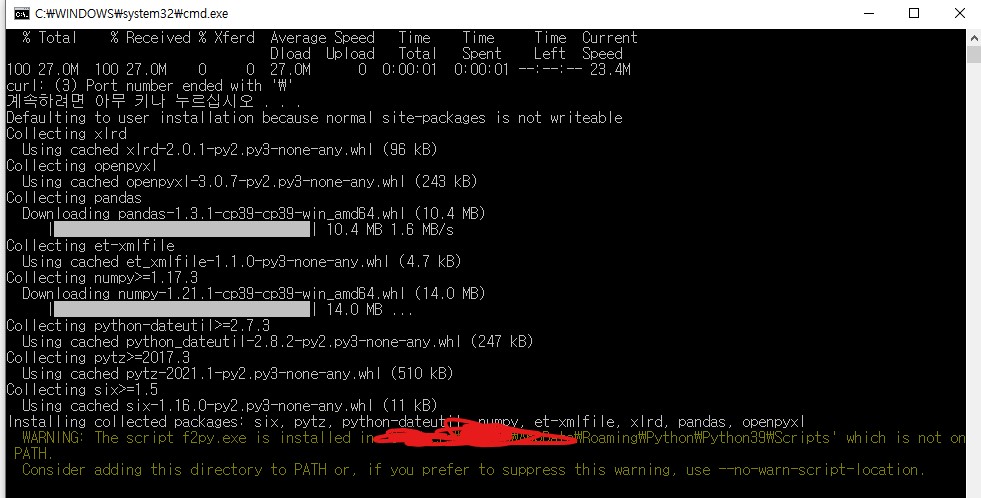 C:₩WINDOWS₩system32₩cmd.exe
% Total % Received % Xferd Average Speed Time Time Time Current
Dload Upload Total Spent Left Speed
100 27.0M 100 27.0M 0 0 27.0M 0 0:00:01 0:00:01 --:--:-- 23.4M
curl: (3) Port number ended with '₩'
계속하려면 아무 키나 누르십시오 . . .
Defaulting to user installation because normal site-packages is not writeable
Collecting xlrd
Using cached xlrd-2.0.1-py2.py3-none-any.whl (96 kB)
Collecting openpyxl
Using cached openpyxl-3.0.7-py2.py3-none-any.whl (243 kB)
Collecting pandas
Downloading pandas-1.3.1-cp39-cp39-win_amd64.whl (10.4 MB)
| | 10.4 MB 1.6 MB/s
Collecting et-xmlfile
Using cached et_xmlfile-1.1.0-py3-none-any.whl (4.7 kB)
Collecting numpy>=1.17.3
Downloading numpy-1.21.1-cp39-cp39-win_amd64.whl (14.0 MB)
| | 14.0 MB ...
Collecting python-dateutil>=2.7.3
Using cached python_dateutil-2.8.2-py2.py3-none-any.whl (247 kB)
Collecting pytz>=2017.3
Using cached pytz-2021.1-py2.py3-none-any.whl (510 kB)
Collecting six>=1.5
Using cached six-1.16.0-py2.py3-none-any.whl (11 kB)
Installing collected packages: six, pytz, python-dateutil, numpy, et-xmlfile, xlrd, pandas, openpyxl
WARNING: The script f2py.exe is installed in ₩Roaming₩Python₩Python39₩Scripts' which is not on
PATH.
Consider adding this directory to PATH or, if you prefer to suppress this warning, use --no-warn-script-location.